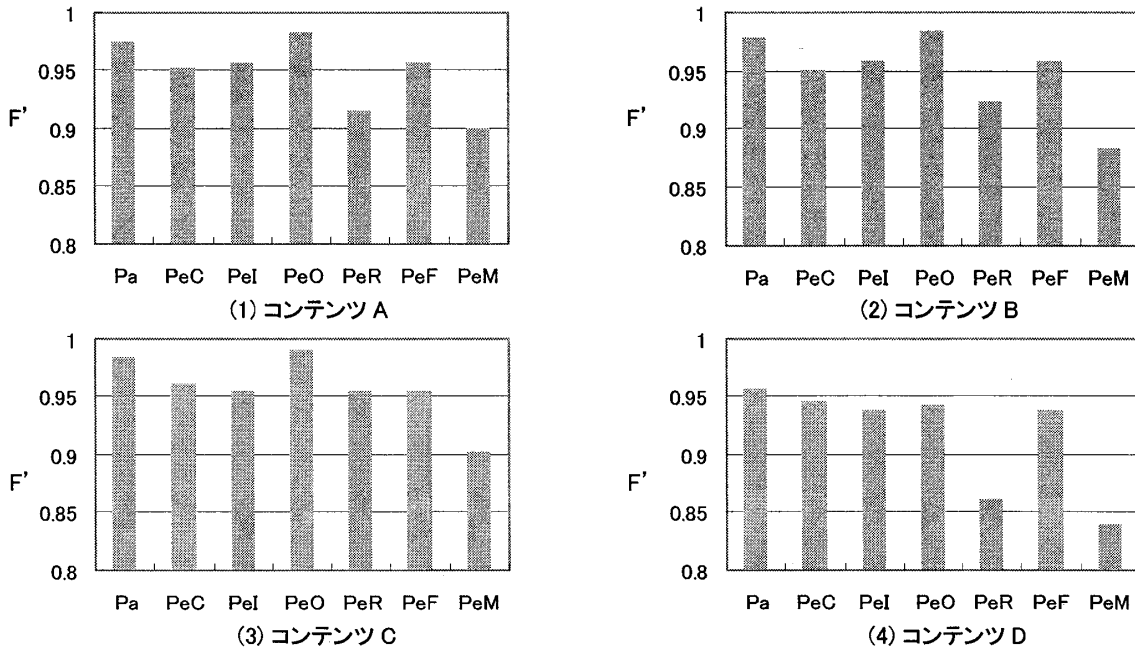 1
0.95
F' 0.9
0.85
0.8
Pa PeC PeI PeO PeR PeF PeM
(1) コンテンツ A
1
0.95
F' 0.9
0.85
0.8
Pa PeC PeI PeO PeR PeF PeM
(2) コンテンツ B
1
0.95
0.9
F'
0.85
0.8
Pa PeC PeI PeO PeR PeF PeM
(3) コンテンツ C
1
0.95
0.9
F'
0.85
0.8
Pa PeC PeI PeO PeR PeF PeM
(4) コンテンツ D